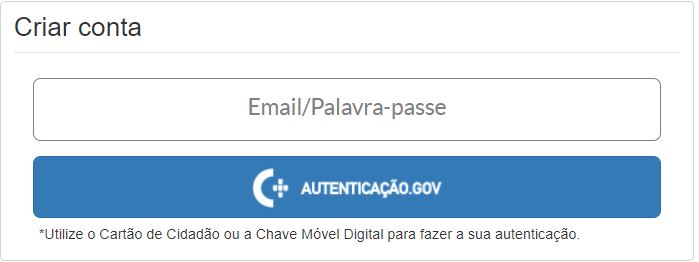 Criar conta
Email/Palavra-passe
AUTENTICAÇÃO.GOV
*Utilize o Cartão de Cidadão ou a Chave Móvel Digital para fazer a sua autenticação.